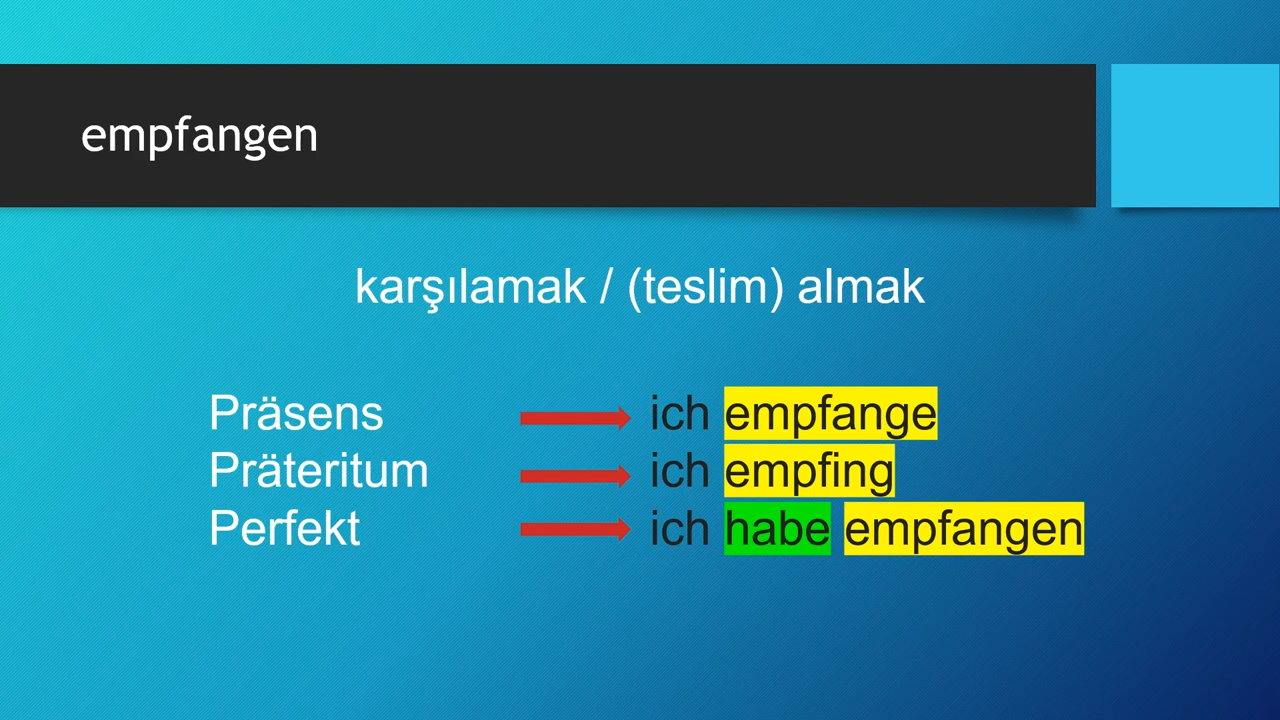 empfangen
karşılamak / (teslim) almak
Präsens ich empfange
Präteritum ich empfing
Perfekt ich habe empfangen